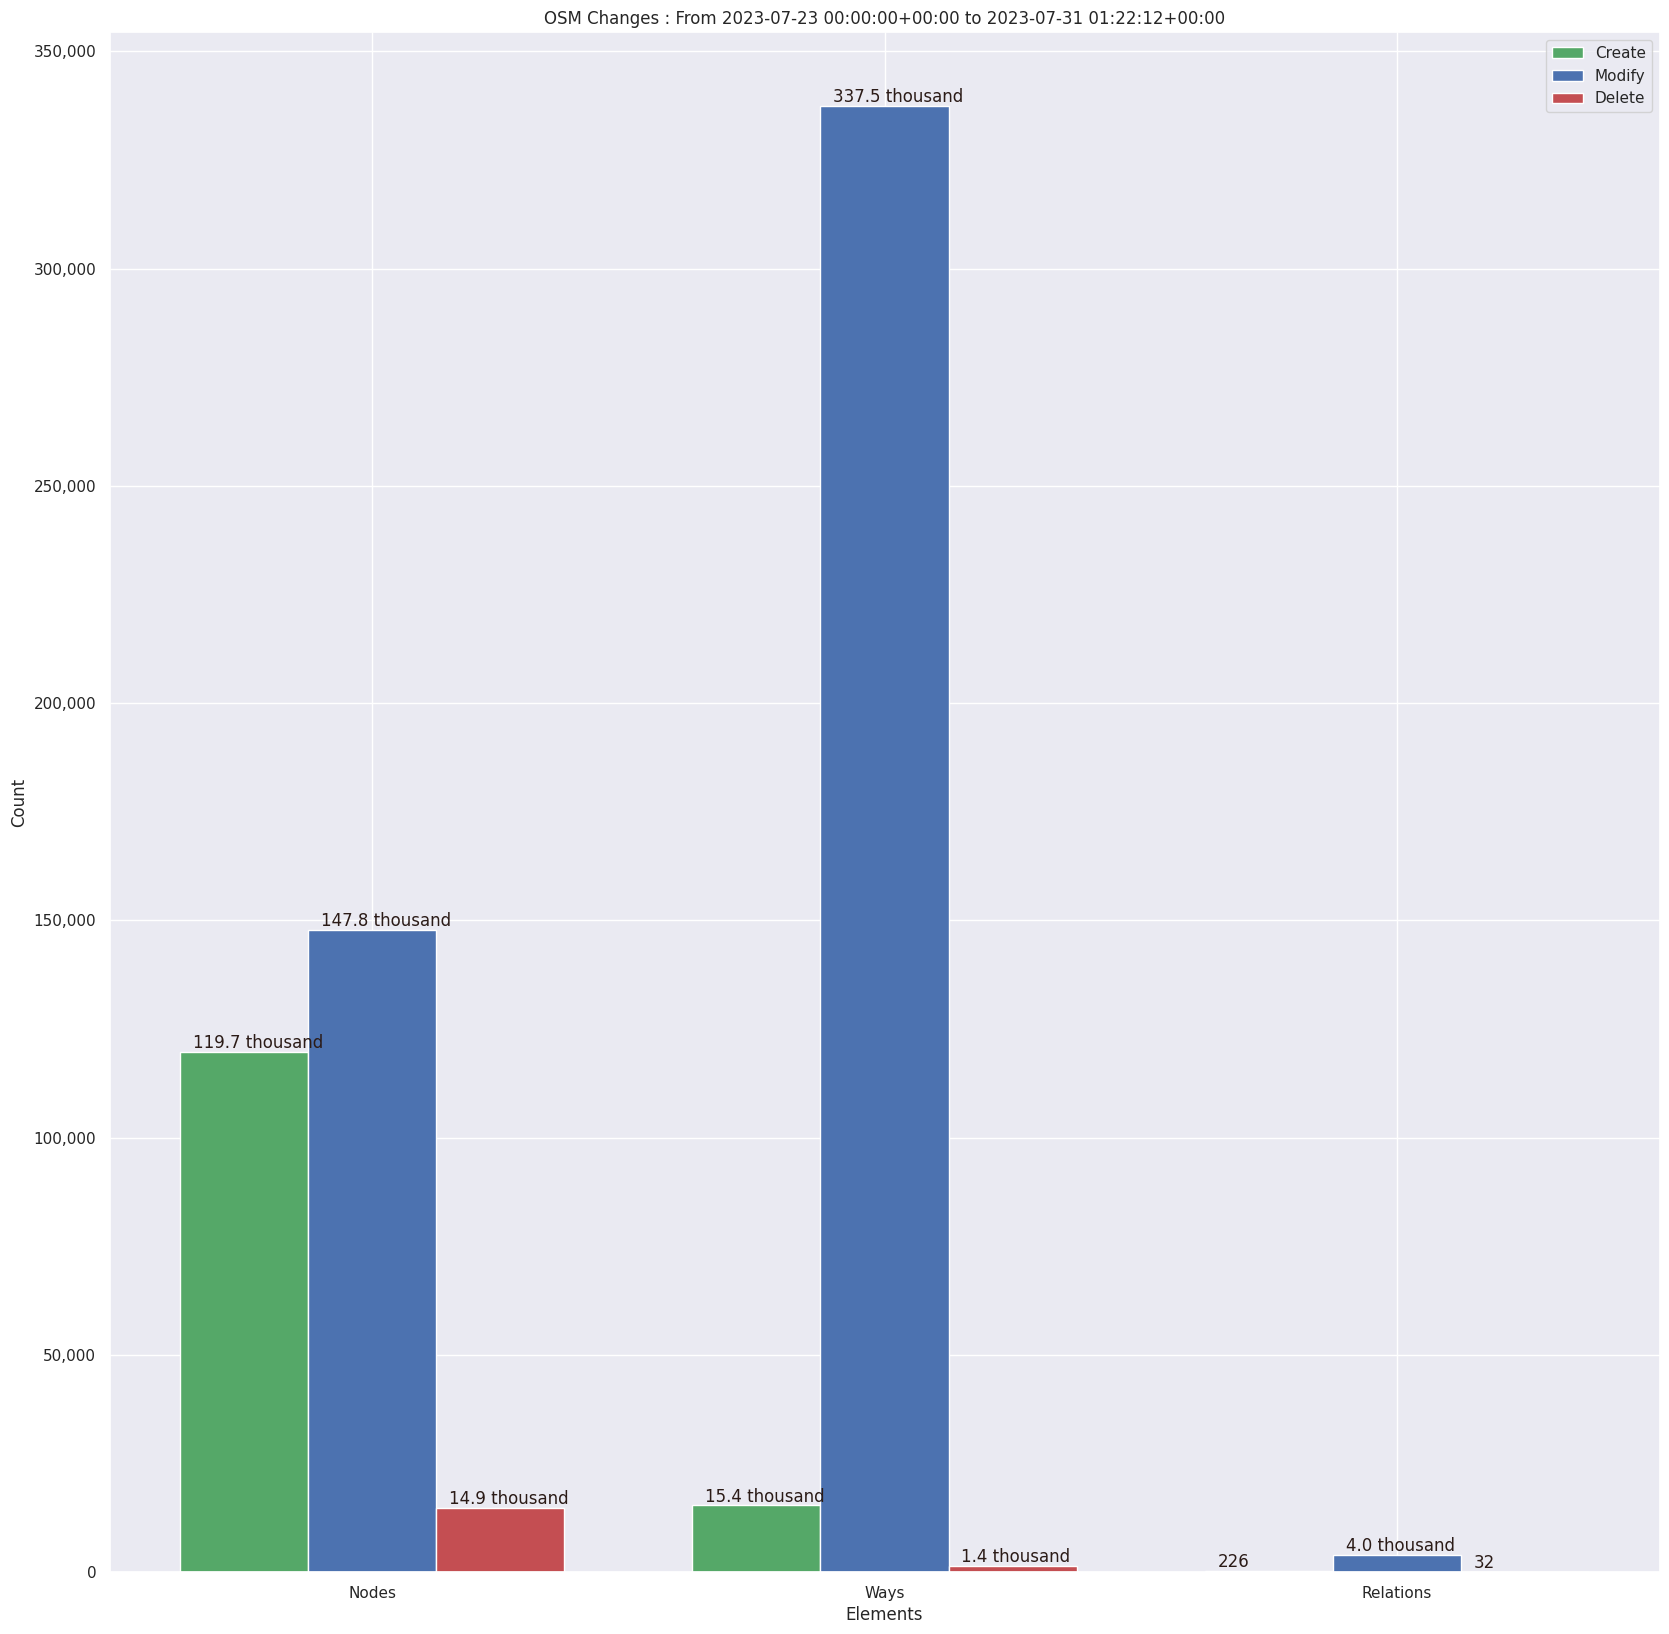 OSM Changes : From 2023-07-23 00:00:00+00:00 to 2023-07-31 01:22:12+00:00
Create
Modify
Delete
350,000
300,000
250,000
200,000
150,000
100,000
50,000
0
Count
337.5 thousand
147.8 thousand
119.7 thousand
14.9 thousand
15.4 thousand
1.4 thousand
226
4.0 thousand
32
Nodes
Ways
Relations
Elements